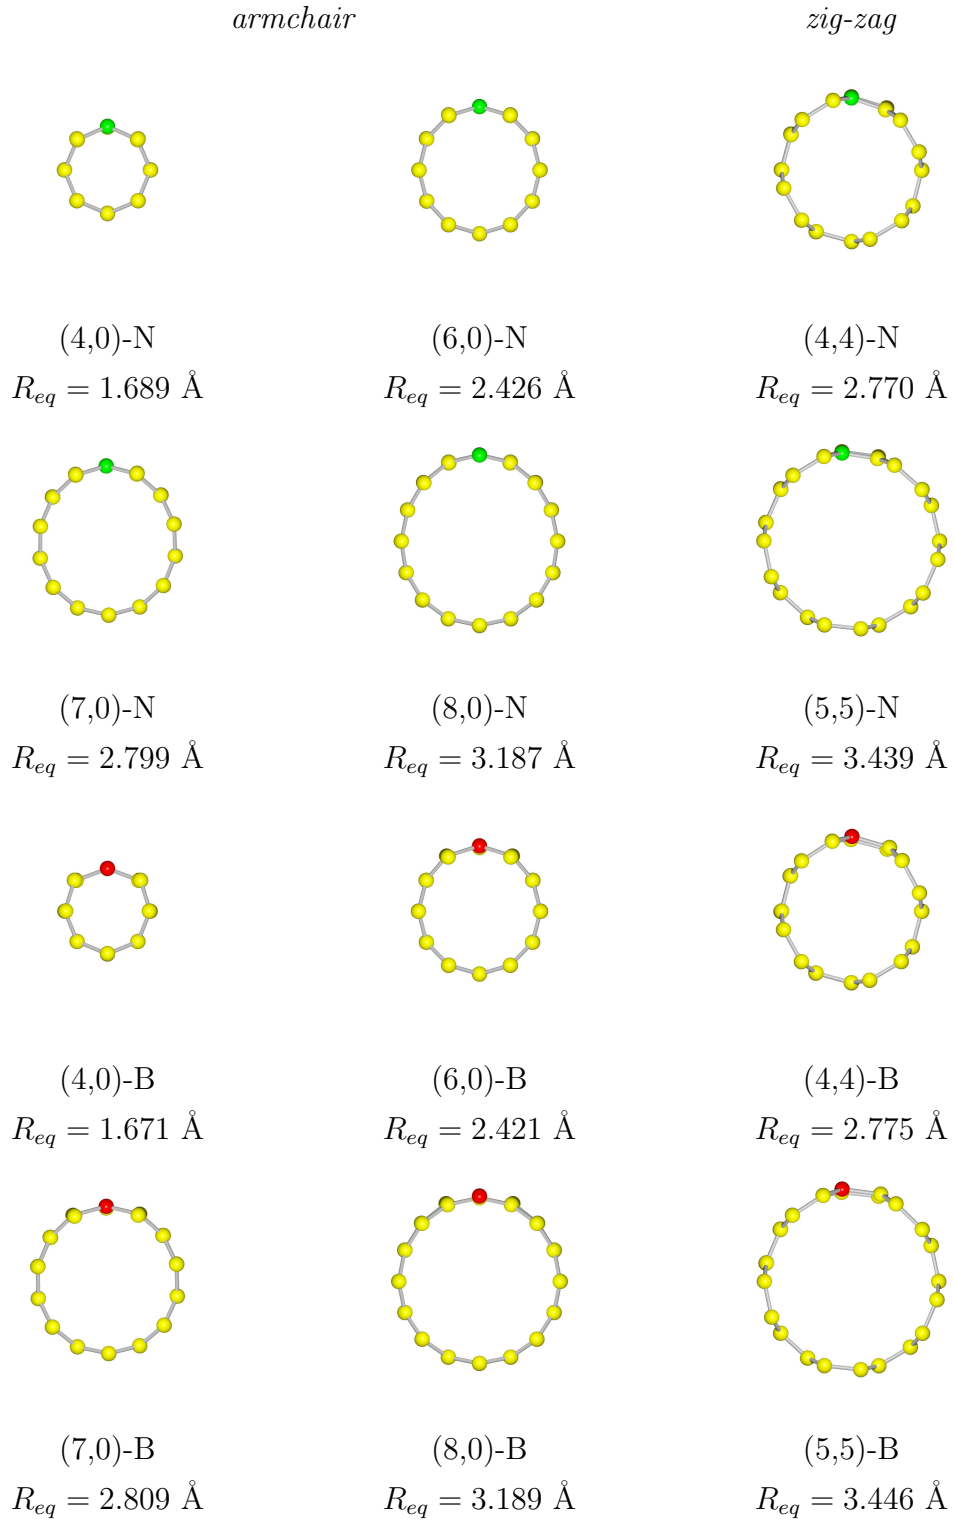 armchair zig-zag
(4,0)-N (6,0)-N (4,4)-N
R_eq = 1.689 Å R_eq = 2.426 Å R_eq = 2.770 Å
(7,0)-N (8,0)-N (5,5)-N
R_eq = 2.799 Å R_eq = 3.187 Å R_eq = 3.439 Å
(4,0)-B (6,0)-B (4,4)-B
R_eq = 1.671 Å R_eq = 2.421 Å R_eq = 2.775 Å
(7,0)-B (8,0)-B (5,5)-B
R_eq = 2.809 Å R_eq = 3.189 Å R_eq = 3.446 Å